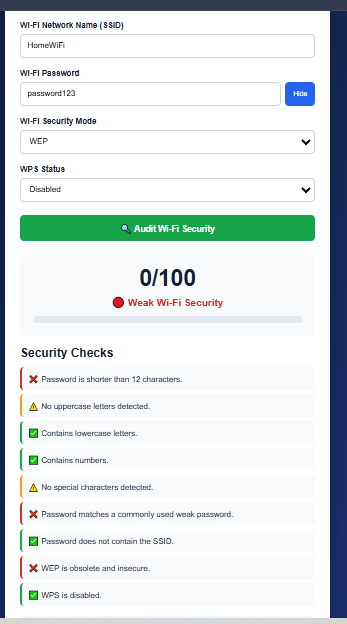 Wi-Fi Network Name (SSID)
HomeWiFi
Wi-Fi Password
password123
Hide
Wi-Fi Security Mode
WEP
WPS Status
Disabled
🔍 Audit Wi-Fi Security
0/100
🔴 Weak Wi-Fi Security
Security Checks
❌ Password is shorter than 12 characters.
⚠️ No uppercase letters detected.
✅ Contains lowercase letters.
✅ Contains numbers.
⚠️ No special characters detected.
❌ Password matches a commonly used weak password.
✅ Password does not contain the SSID.
❌ WEP is obsolete and insecure.
✅ WPS is disabled.